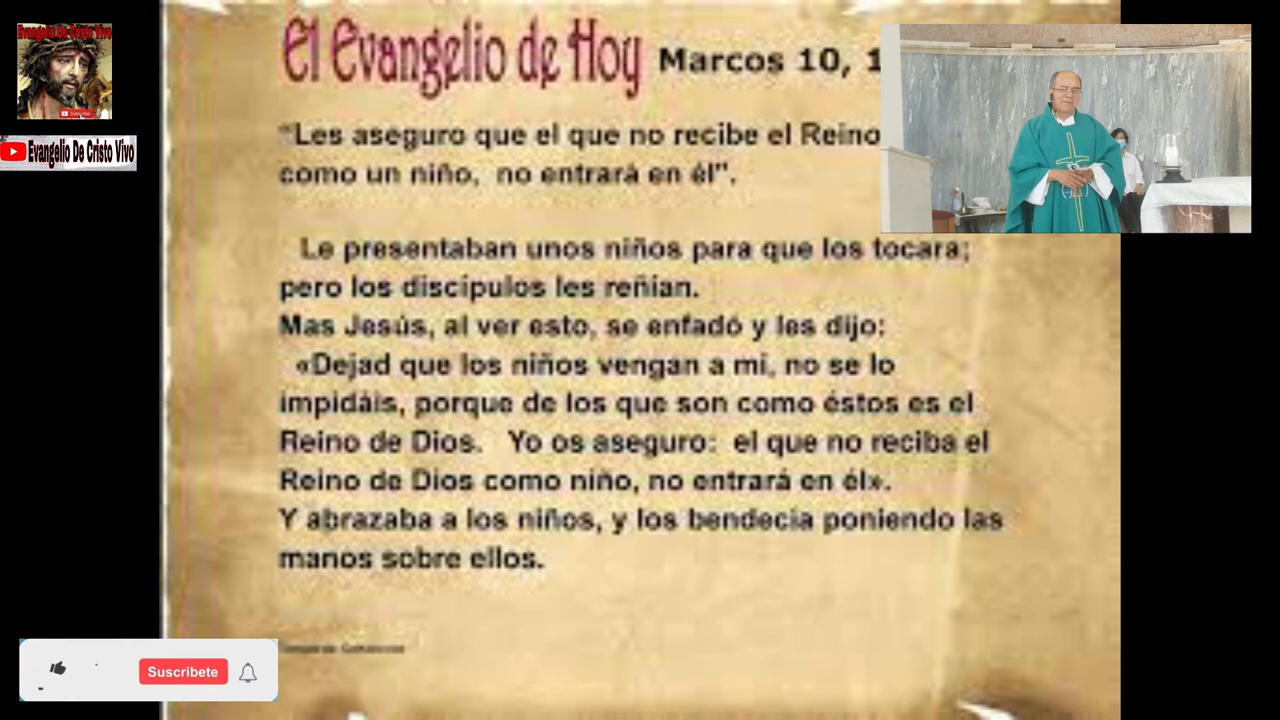 Evangelio De Cristo Vivo
Evangelio De Cristo Vivo
El Evangelio de Hoy Marcos 10, 1
“Les aseguro que el que no recibe el Reino
como un niño, no entrará en él”.
Le presentaban unos niños para que los tocara;
pero los discípulos les reñían.
Mas Jesús, al ver esto, se enfadó y les dijo:
«Dejad que los niños vengan a mí, no se lo
impidáis, porque de los que son como éstos es el
Reino de Dios. Yo os aseguro: el que no reciba el
Reino de Dios como niño, no entrará en él».
Y abrazaba a los niños, y los bendecía poniendo las
manos sobre ellos.
Suscribete